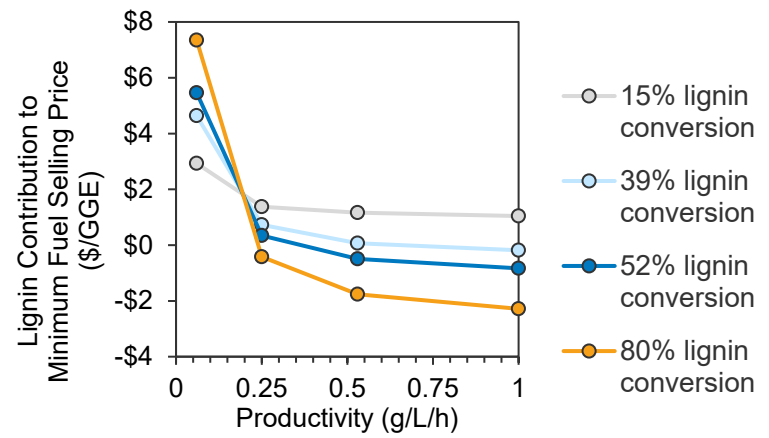 Lignin Contribution to
Minimum Fuel Selling Price
($/GGE)
$8
$6
$4
$2
$0
-$2
-$4
0
0.25
0.5
0.75
1
Productivity (g/L/h)
15% lignin
conversion
39% lignin
conversion
52% lignin
conversion
80% lignin
conversion